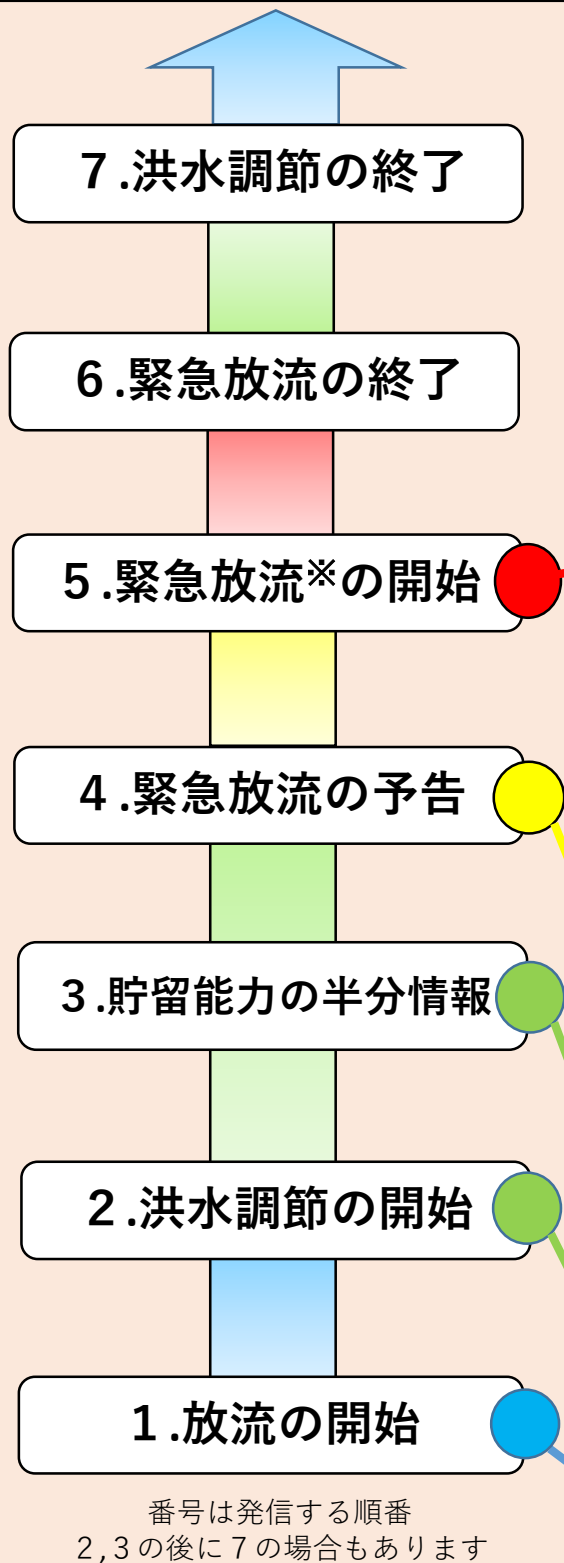 ７.洪水調節の終了
６.緊急放流の終了
５.緊急放流※の開始
４.緊急放流の予告
３.貯留能力の半分情報
２.洪水調節の開始
１.放流の開始
番号は発信する順番
２,３の後に７の場合もあります